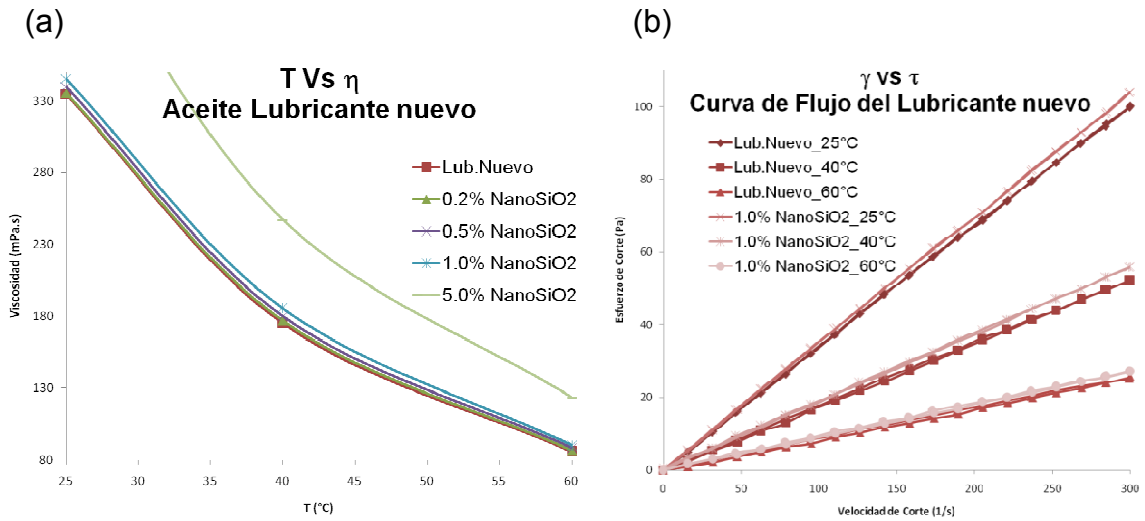 (a)
T Vs η
Aceite Lubricante nuevo
Viscosidad (mPa.s)
330
280
230
180
130
80
25
30
35
40
45
50
55
60
T (°C)
Lub.Nuevo
0.2% NanoSiO2
0.5% NanoSiO2
1.0% NanoSiO2
5.0% NanoSiO2
(b)
γ vs τ
Curva de Flujo del Lubricante nuevo
Esfuerzo de Corte(Pa)
100
80
60
40
20
0
0
50
100
150
200
250
300
Velocidad de Corte (1/s)
Lub.Nuevo_25°C
Lub.Nuevo_40°C
Lub.Nuevo_60°C
1.0% NanoSiO2_25°C
1.0% NanoSiO2_40°C
1.0% NanoSiO2_60°C